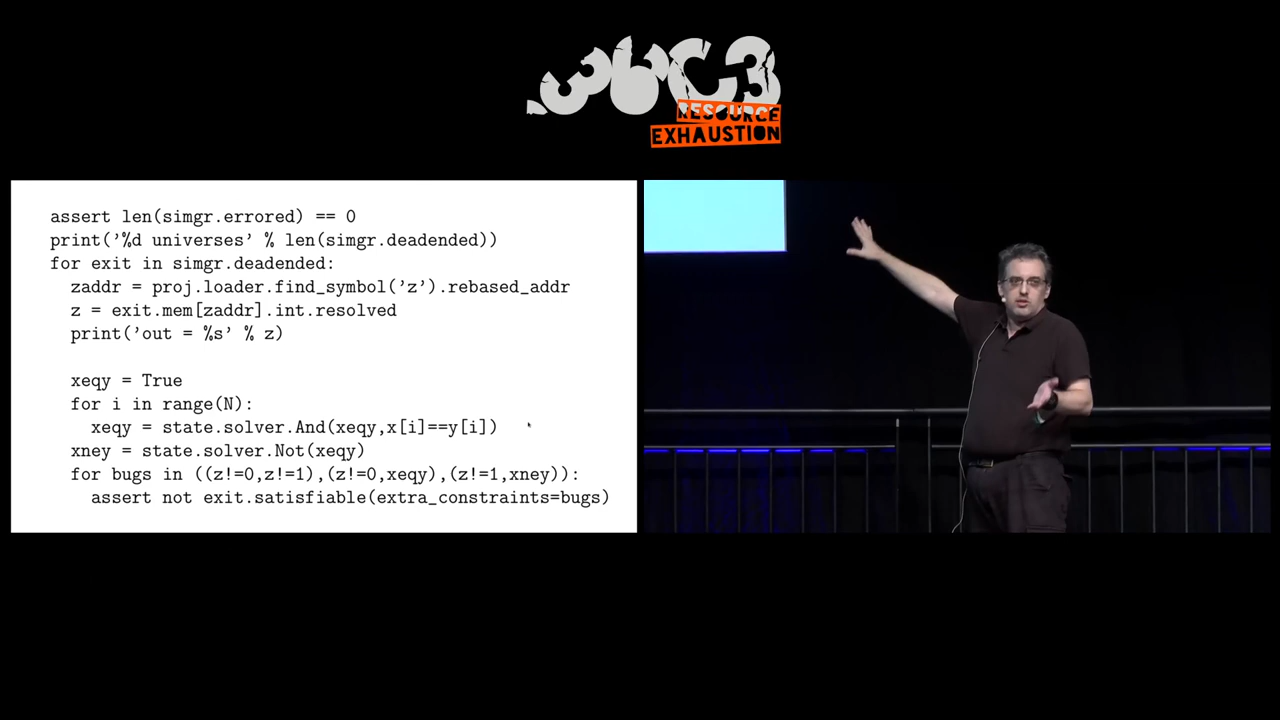 36C3
RESOURCE
EXHAUSTION
assert len(simgr.errored) == 0
print('%d universes' % len(simgr.deadended))
for exit in simgr.deadended:
  zaddr = proj.loader.find_symbol('z').rebased_addr
  z = exit.mem[zaddr].int.resolved
  print('out = %s' % z)
  xeqy = True
  for i in range(N):
    xeqy = state.solver.And(xeqy,x[i]==y[i])
  xney = state.solver.Not(xeqy)
  for bugs in ((z!=0,z!=1),(z!=0,xeqy),(z!=1,xney)):
    assert not exit.satisfiable(extra_constraints=bugs)